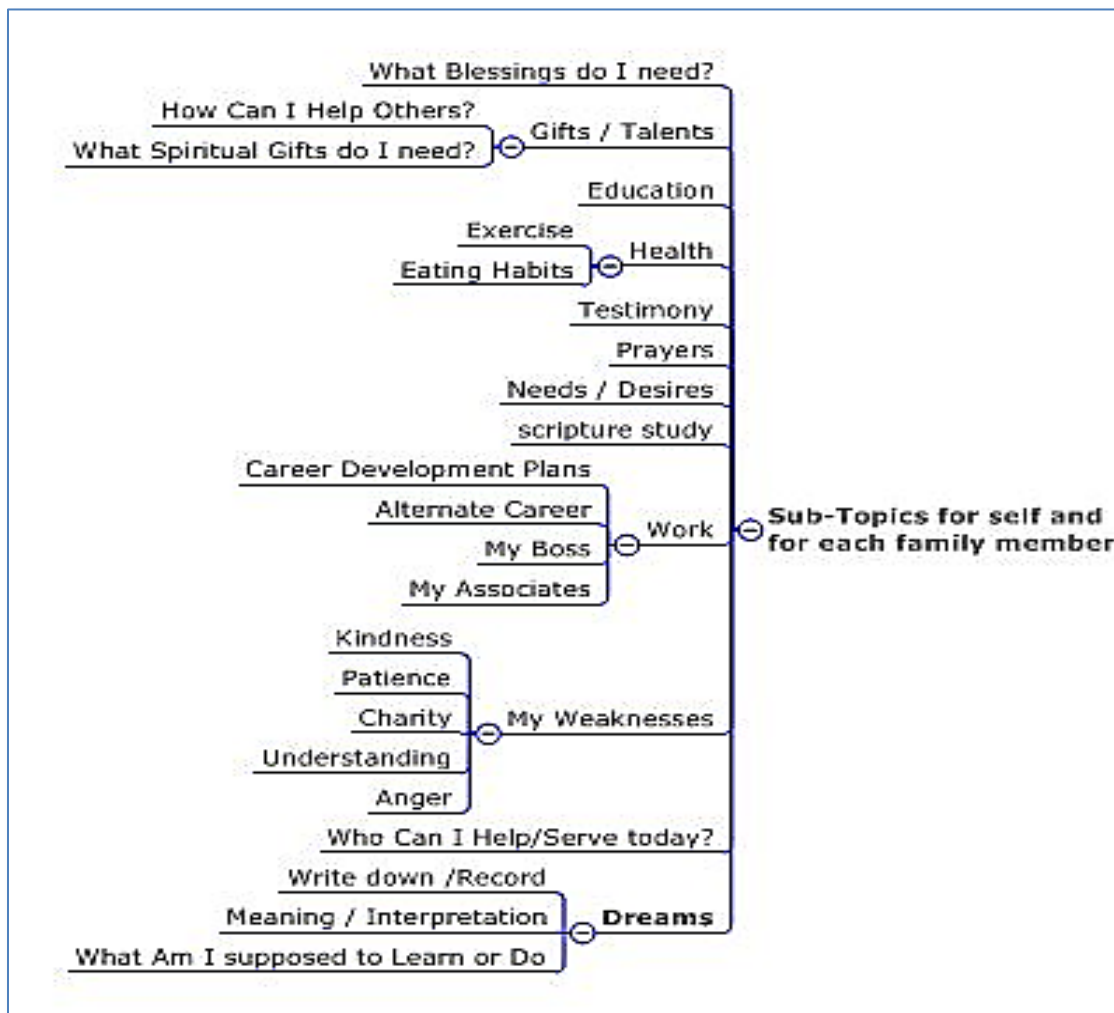 What Blessings do I need?
How Can I Help Others?
What Spiritual Gifts do I need?
Gifts / Talents
Education
Exercise
Eating Habits
Health
Testimony
Prayers
Needs / Desires
scripture study
Career Development Plans
Alternate Career
My Boss
My Associates
Work
Sub-Topics for self and
for each family member
Kindness
Patience
Charity
Understanding
Anger
My Weaknesses
Who Can I Help/Serve today?
Write down /Record
Meaning / Interpretation
What Am I supposed to Learn or Do
Dreams